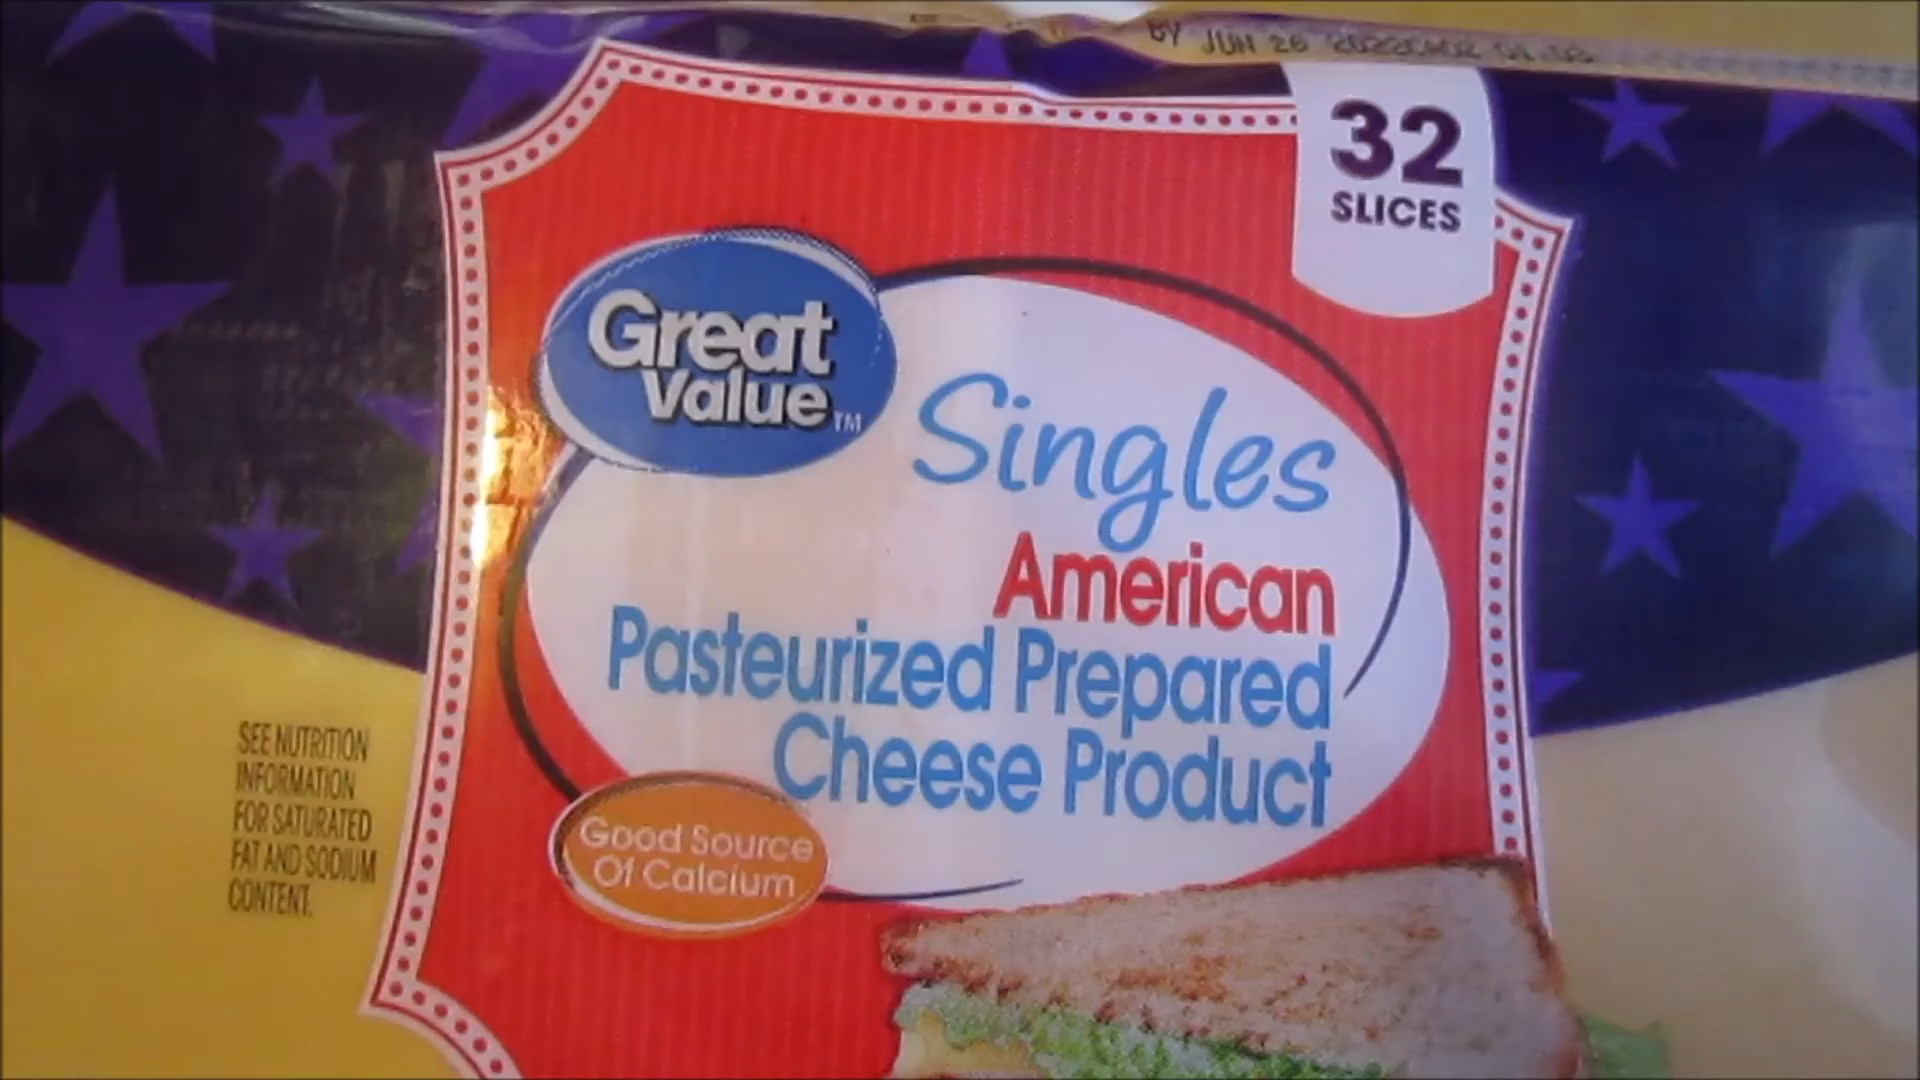 BY JUN 26 2022
32
SLICES
Great
Value™
Singles
American
Pasteurized Prepared
Cheese Product
Good Source
Of Calcium
SEE NUTRITION
INFORMATION
FOR SATURATED
FAT AND SODIUM
CONTENT.